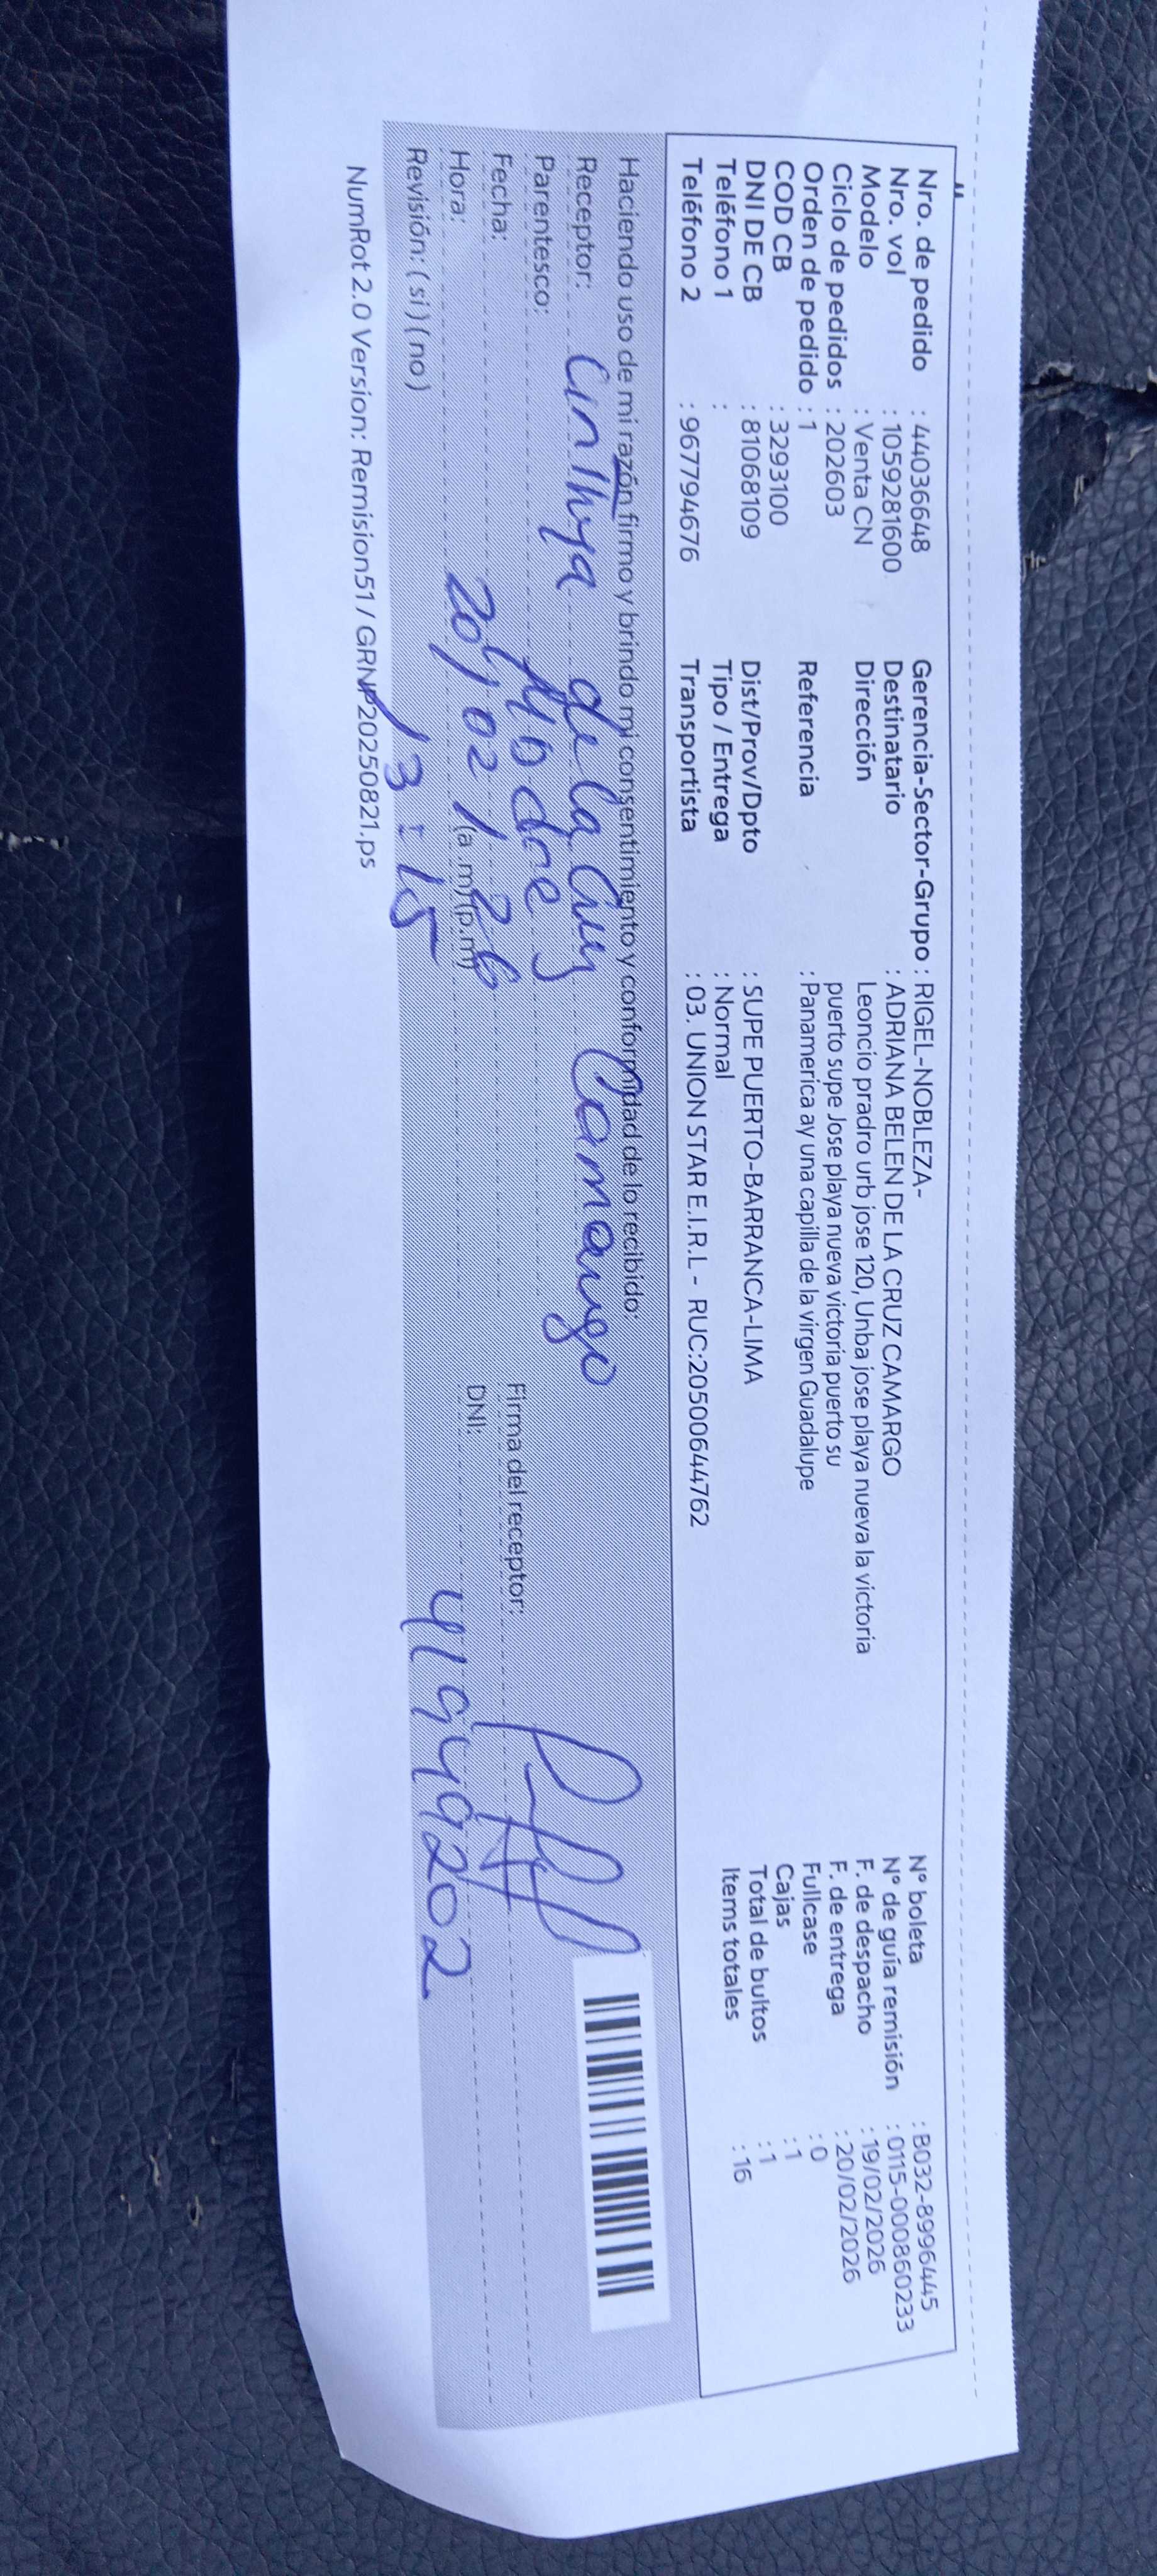 Nro. de pedido : 44036648 Gerencia-Sector-Grupo : RIGEL-NOBLEZA- N° boleta : B032-8996445
Nro. vol : 1059281600 Destinatario : ADRIANA BELEN DE LA CRUZ CAMARGO N° de guía remisión : 0115-000860233
Modelo : Venta CN Dirección Leoncio pradro urb jose 120, Unba jose playa nueva la victoria F. de despacho : 19/02/2026
Ciclo de pedidos : 202603 puerto supe Jose playa nueva victoria puerto su F. de entrega : 20/02/2026
Orden de pedido : 1 Referencia : Panamerica ay una capilla de la virgen Guadalupe Fullcase : 0
COD CB : 3293100 Cajas : 1
DNI DE CB : 81068109 Dist/Prov/Dpto : SUPE PUERTO-BARRANCA-LIMA Total de bultos : 1
Teléfono 1 : Tipo / Entrega : Normal Items totales : 16
Teléfono 2 : 967794676 Transportista : 03. UNION STAR E.I.R.L - RUC:20500644762
Haciendo uso de mi razón firmo y brindo mi consentimiento y conformidad de lo recibido:
Receptor: Cinthya de la Cruz Camargo
Parentesco: Madre
Fecha: 20/02/26 Firma del receptor:
Hora: 13:15 (a.m) (p.m) DNI: 41949202
Revisión: ( si ) ( no )
NumRot 2.0 Version: Remision51 / GRNP20250821.ps